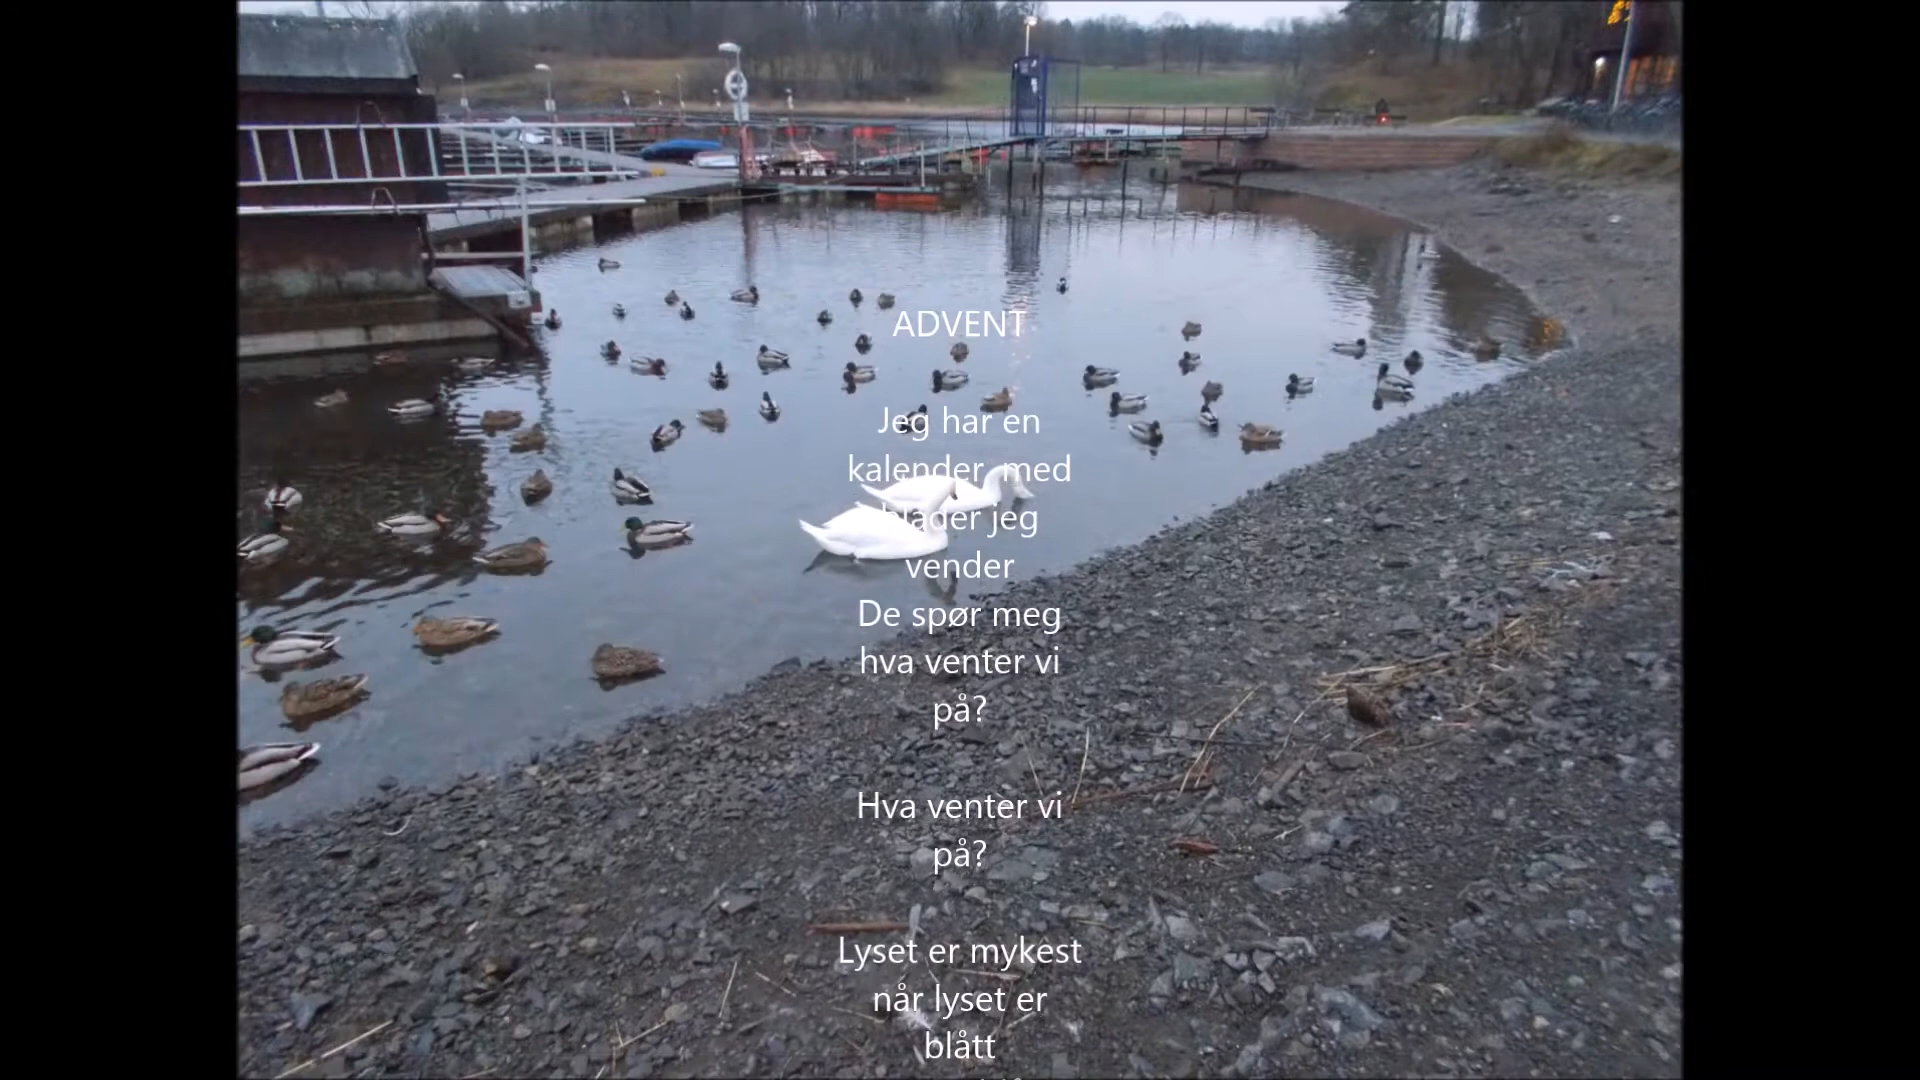 ADVENT
Jeg har en
kalender, med
blader jeg
vender
De spør meg
hva venter vi
på?
Hva venter vi
på?
Lyset er mykest
når lyset er
blått